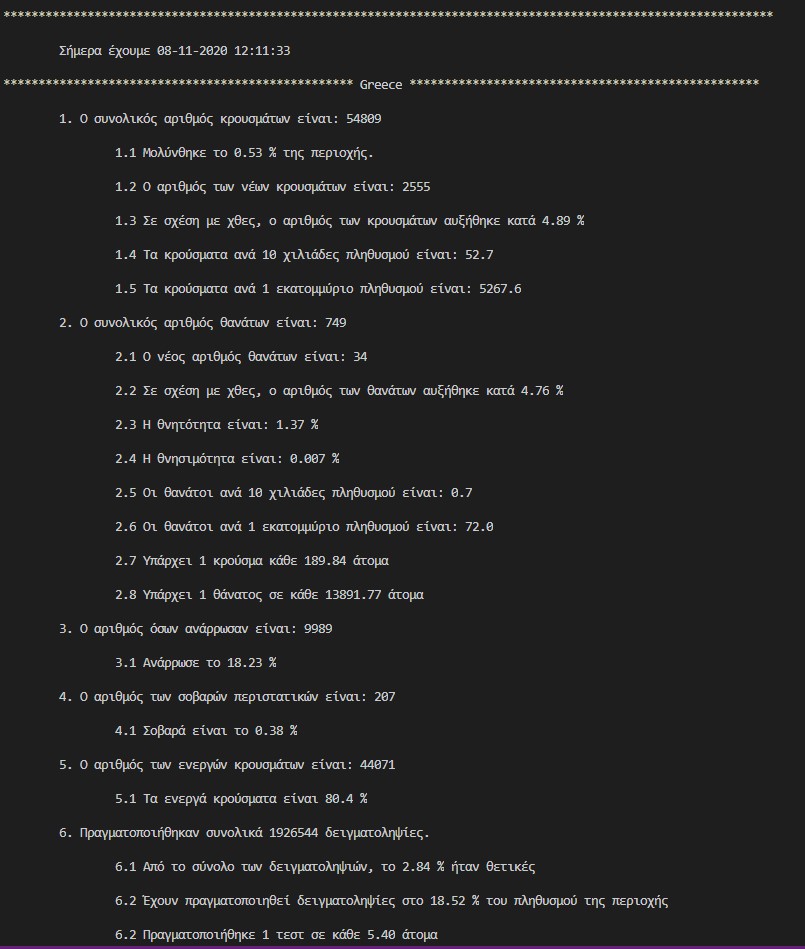 **************************************************************************************************************
Σήμερα έχουμε 08-11-2020 12:11:33
************************************************** Greece **************************************************
1. Ο συνολικός αριθμός κρουσμάτων είναι: 54809
1.1 Μολύνθηκε το 0.53 % της περιοχής.
1.2 Ο αριθμός των νέων κρουσμάτων είναι: 2555
1.3 Σε σχέση με χθες, ο αριθμός των κρουσμάτων αυξήθηκε κατά 4.89 %
1.4 Τα κρούσματα ανά 10 χιλιάδες πληθυσμού είναι: 52.7
1.5 Τα κρούσματα ανά 1 εκατομμύριο πληθυσμού είναι: 5267.6
2. Ο συνολικός αριθμός θανάτων είναι: 749
2.1 Ο νέος αριθμός θανάτων είναι: 34
2.2 Σε σχέση με χθες, ο αριθμός των θανάτων αυξήθηκε κατά 4.76 %
2.3 Η θνητότητα είναι: 1.37 %
2.4 Η θνησιμότητα είναι: 0.007 %
2.5 Οι θανάτοι ανά 10 χιλιάδες πληθυσμού είναι: 0.7
2.6 Οι θανάτοι ανά 1 εκατομμύριο πληθυσμού είναι: 72.0
2.7 Υπάρχει 1 κρούσμα κάθε 189.84 άτομα
2.8 Υπάρχει 1 θάνατος σε κάθε 13891.77 άτομα
3. Ο αριθμός όσων ανάρρωσαν είναι: 9989
3.1 Ανάρρωσε το 18.23 %
4. Ο αριθμός των σοβαρών περιστατικών είναι: 207
4.1 Σοβαρά είναι το 0.38 %
5. Ο αριθμός των ενεργών κρουσμάτων είναι: 44071
5.1 Τα ενεργά κρούσματα είναι 80.4 %
6. Πραγματοποιήθηκαν συνολικά 1926544 δειγματοληψίες.
6.1 Από το σύνολο των δειγματοληψιών, το 2.84 % ήταν θετικές
6.2 Έχουν πραγματοποιηθεί δειγματοληψίες στο 18.52 % του πληθυσμού της περιοχής
6.2 Πραγματοποιήθηκε 1 τεστ σε κάθε 5.40 άτομα